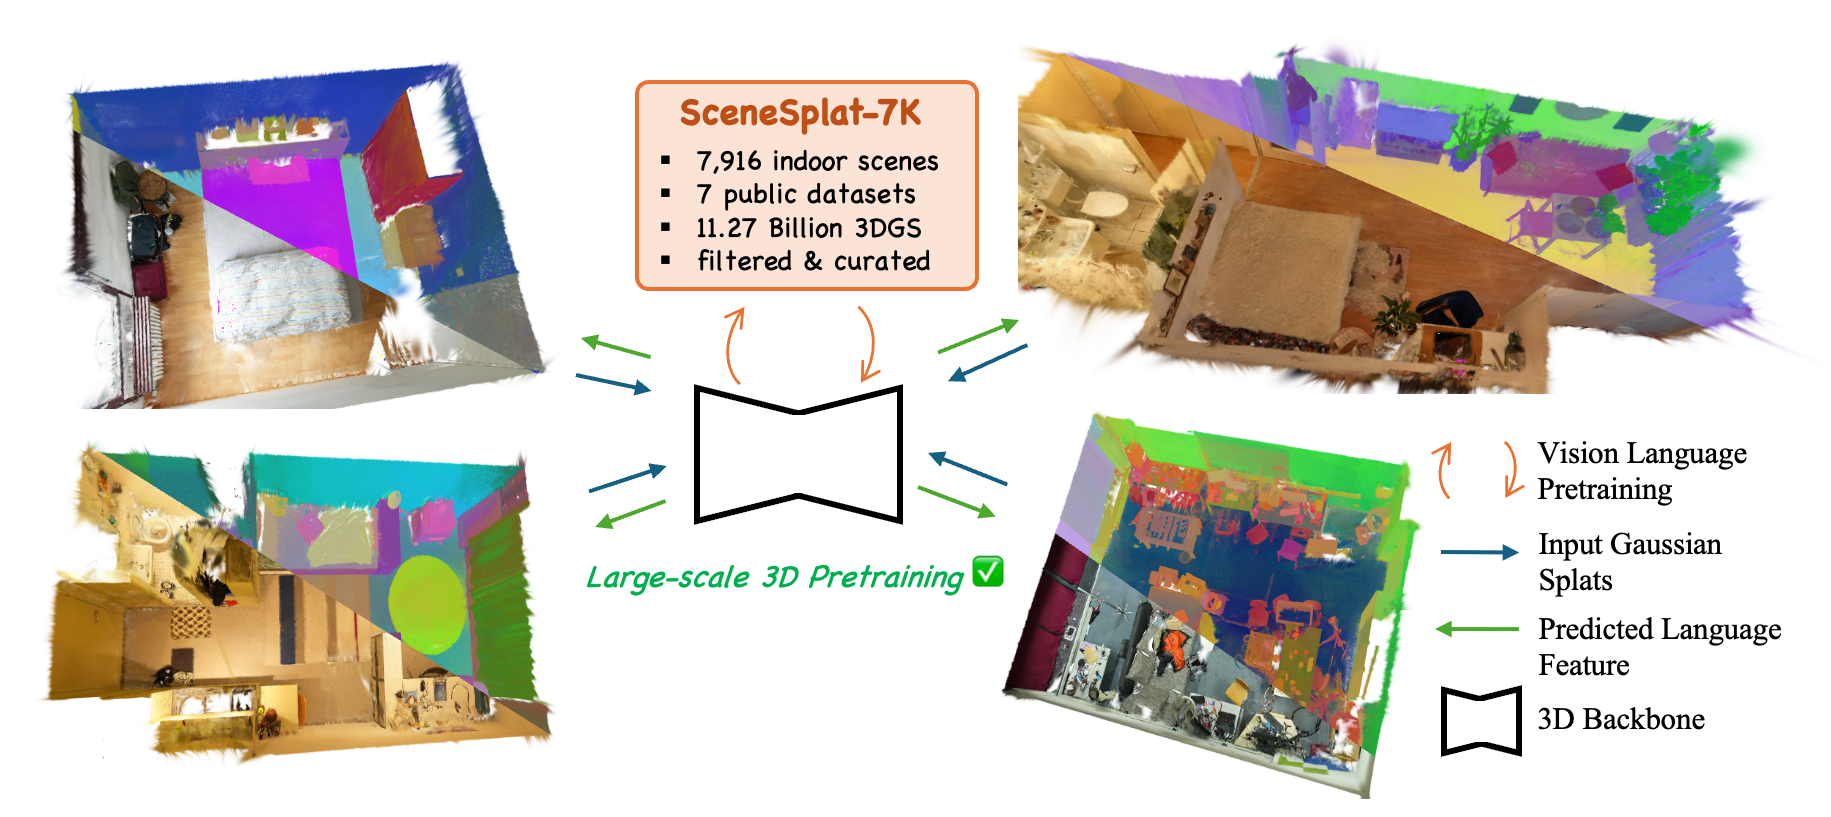 SceneSplat-7K
▪ 7,916 indoor scenes
▪ 7 public datasets
▪ 11.27 Billion 3DGS
▪ filtered & curated
Large-scale 3D Pretraining ✅
Vision Language
Pretraining
Input Gaussian
Splats
Predicted Language
Feature
3D Backbone